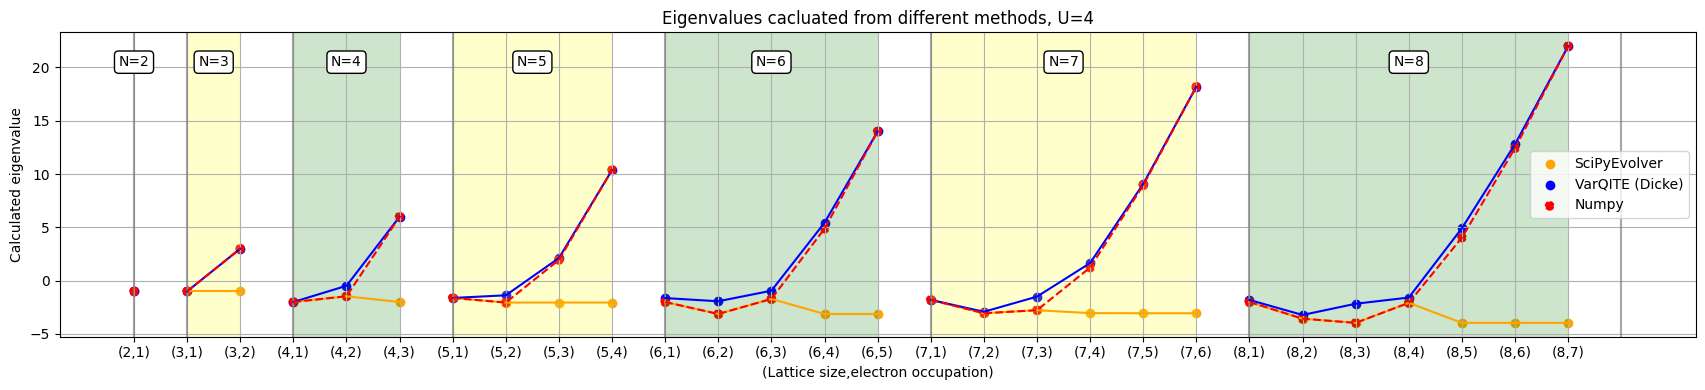 Eigenvalues cacluated from different methods, U=4
Calculated eigenvalue
20
15
10
5
0
−5
N=2
N=3
N=4
N=5
N=6
N=7
N=8
SciPyEvolver
VarQITE (Dicke)
Numpy
(2,1) (3,1) (3,2) (4,1) (4,2) (4,3) (5,1) (5,2) (5,3) (5,4) (6,1) (6,2) (6,3) (6,4) (6,5) (7,1) (7,2) (7,3) (7,4) (7,5) (7,6) (8,1) (8,2) (8,3) (8,4) (8,5) (8,6) (8,7)
(Lattice size,electron occupation)